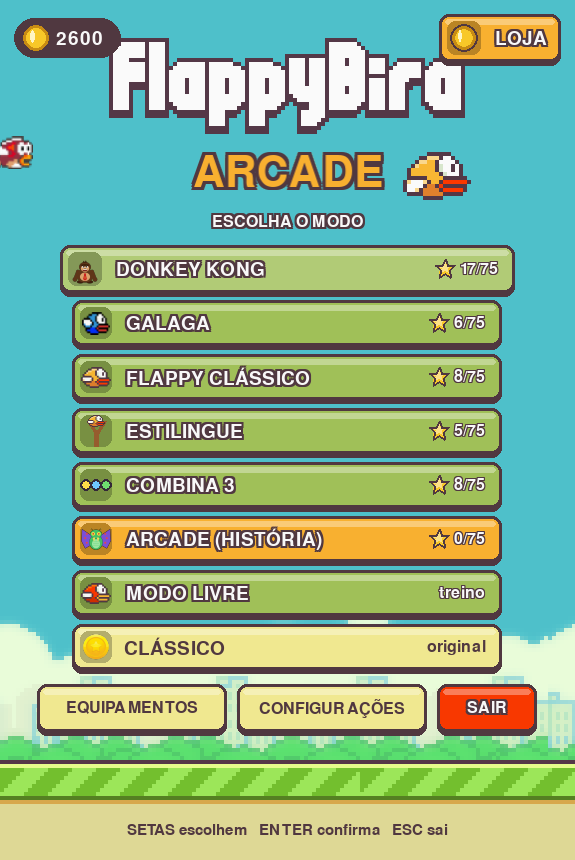 2600
LOJA
FlappyBird
ARCADE
ESCOLHA O MODO
DONKEY KONG 17/75
GALAGA 6/75
FLAPPY CLÁSSICO 8/75
ESTILINGUE 5/75
COMBINA 3 8/75
ARCADE (HISTÓRIA) 0/75
MODO LIVRE treino
CLÁSSICO original
EQUIPAMENTOS CONFIGURAÇÕES SAIR
SETAS escolhem ENTER confirma ESC sai